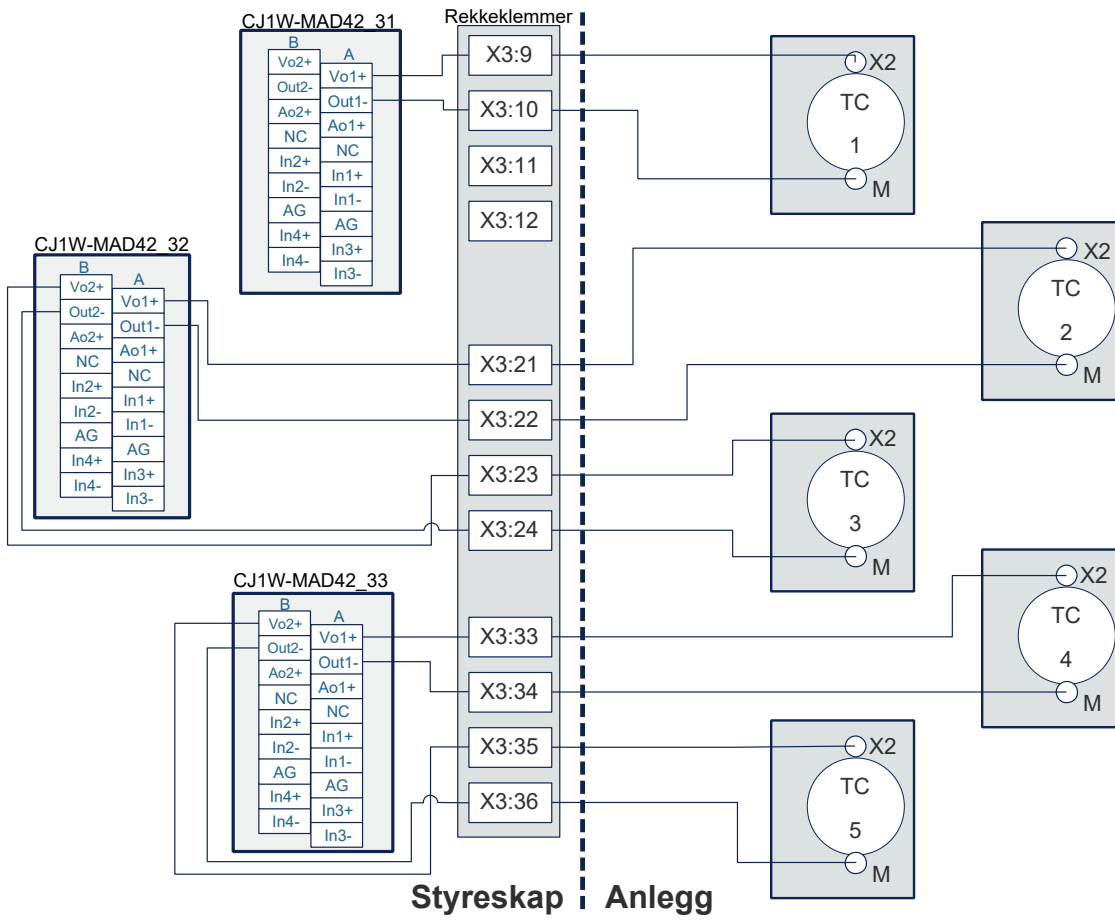 CJ1W-MAD42_31
B
A
Vo2+
Out2-
Ao2+
NC
In2+
In2-
AG
In4+
In4-
Vo1+
Out1-
Ao1+
NC
In1+
In1-
AG
In3+
In3-
CJ1W-MAD42_32
B
A
Vo2+
Out2-
Ao2+
NC
In2+
In2-
AG
In4+
In4-
Vo1+
Out1-
Ao1+
NC
In1+
In1-
AG
In3+
In3-
CJ1W-MAD42_33
B
A
Vo2+
Out2-
Ao2+
NC
In2+
In2-
AG
In4+
In4-
Vo1+
Out1-
Ao1+
NC
In1+
In1-
AG
In3+
In3-
Rekkeklemmer
X3:9
X3:10
X3:11
X3:12
X3:21
X3:22
X3:23
X3:24
X3:33
X3:34
X3:35
X3:36
X2
TC
1
M
X2
TC
2
M
X2
TC
3
M
X2
TC
4
M
X2
TC
5
M
Styreskap
Anlegg